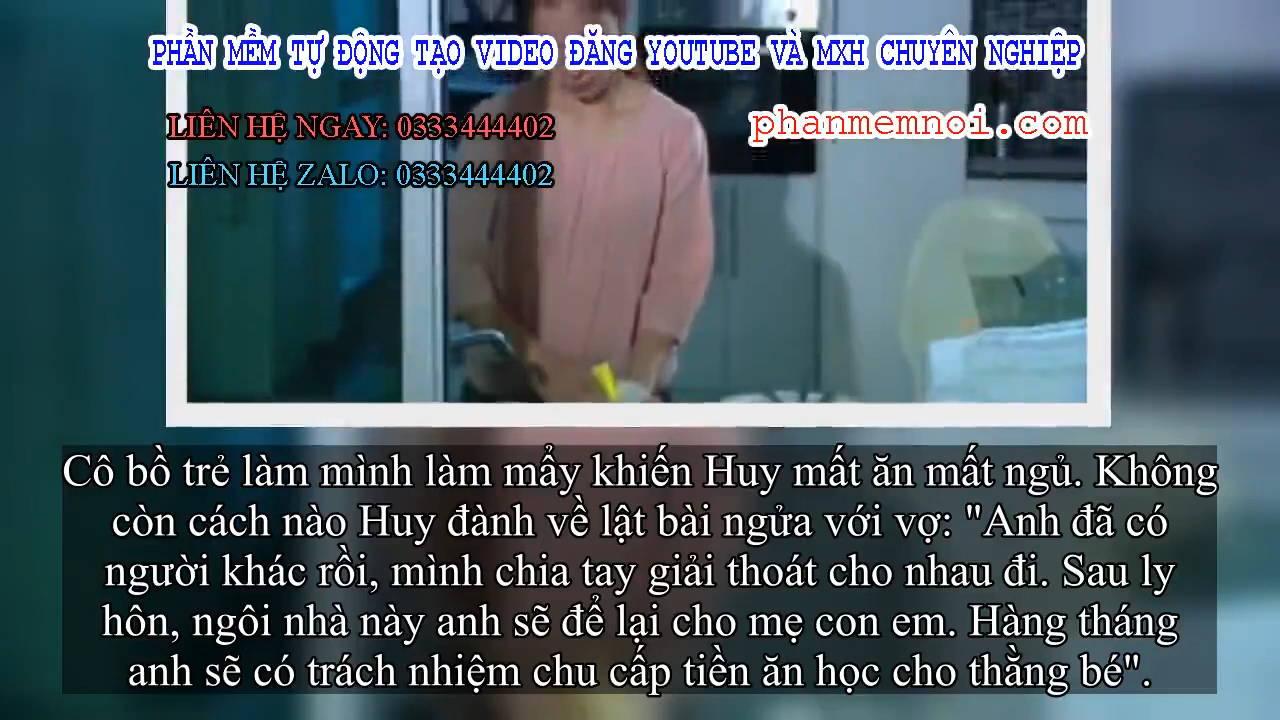 PHẦN MỀM TỰ ĐỘNG TẠO VIDEO ĐĂNG YOUTUBE VÀ MXH CHUYÊN NGHIỆP
LIÊN HỆ NGAY: 0333444402
phanmemnoi.com
LIÊN HỆ ZALO: 0333444402
Cô bồ trẻ làm mình làm mẩy khiến Huy mất ăn mất ngủ. Không
còn cách nào Huy đành về lật bài ngửa với vợ: "Anh đã có
người khác rồi, mình chia tay giải thoát cho nhau đi. Sau ly
hôn, ngôi nhà này anh sẽ để lại cho mẹ con em. Hàng tháng
anh sẽ có trách nhiệm chu cấp tiền ăn học cho thằng bé".